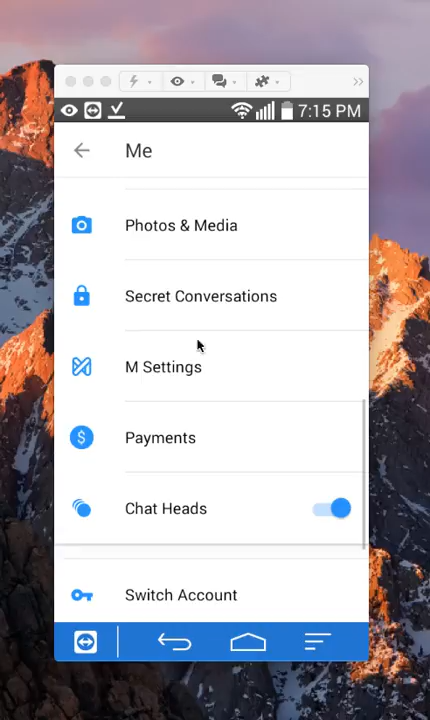 7:15 PM
Me
Photos & Media
Secret Conversations
M Settings
Payments
Chat Heads
Switch Account